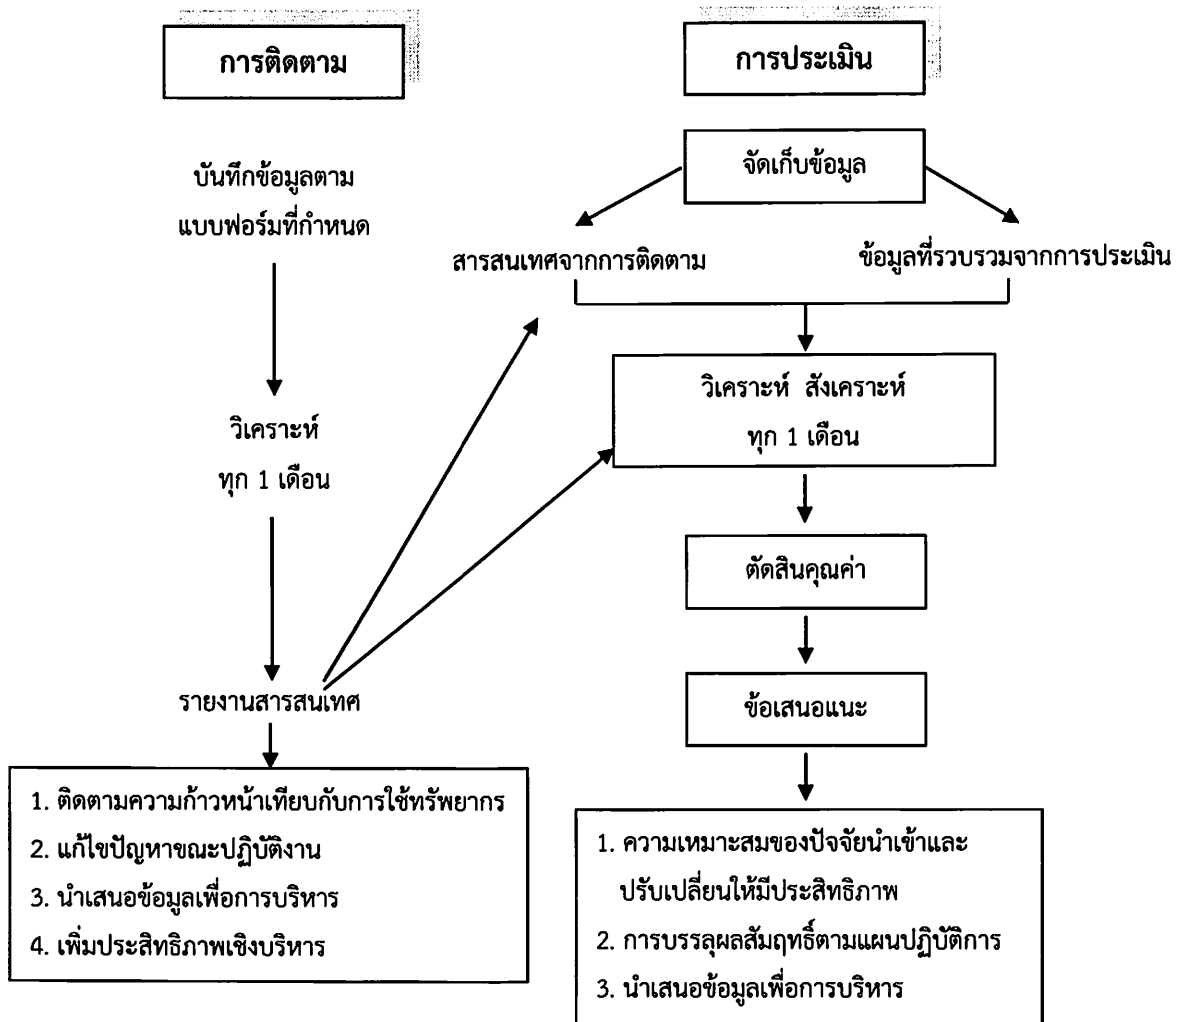 การติดตาม
บันทึกข้อมูลตาม
แบบฟอร์มที่กำหนด
วิเคราะห์
ทุก 1 เดือน
รายงานสารสนเทศ
1. ติดตามความก้าวหน้าเทียบกับการใช้ทรัพยากร
2. แก้ไขปัญหาขณะปฏิบัติงาน
3. นำเสนอข้อมูลเพื่อการบริหาร
4. เพิ่มประสิทธิภาพเชิงบริหาร
การประเมิน
จัดเก็บข้อมูล
สารสนเทศจากการติดตาม
ข้อมูลที่รวบรวมจากการประเมิน
วิเคราะห์ สังเคราะห์
ทุก 1 เดือน
ตัดสินคุณค่า
ข้อเสนอแนะ
1. ความเหมาะสมของปัจจัยนำเข้าและ
ปรับเปลี่ยนให้มีประสิทธิภาพ
2. การบรรลุผลสัมฤทธิ์ตามแผนปฏิบัติการ
3. นำเสนอข้อมูลเพื่อการบริหาร